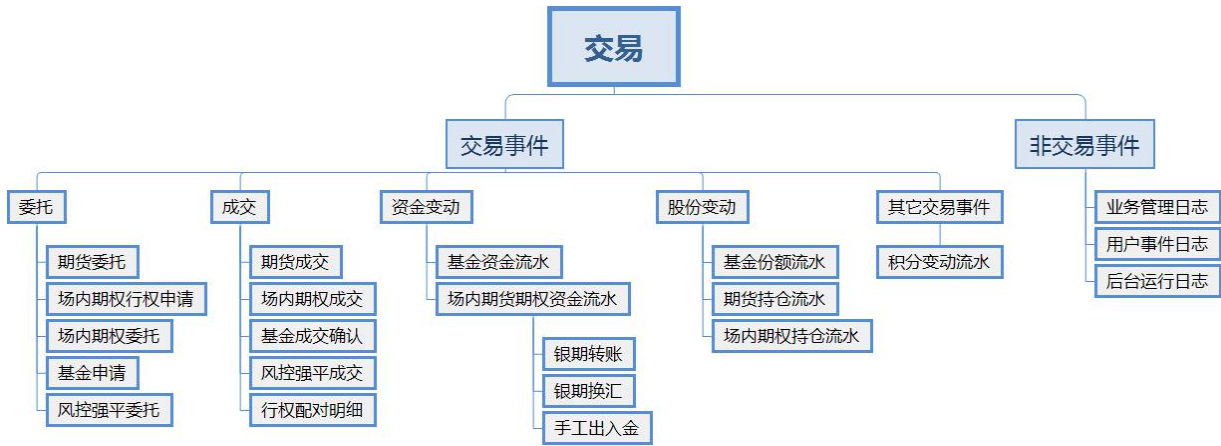 交易
交易事件
非交易事件
委托
成交
资金变动
股份变动
其它交易事件
业务管理日志
用户事件日志
后台运行日志
期货委托
场内期权行权申请
场内期权委托
基金申请
风控强平委托
期货成交
场内期权成交
基金成交确认
风控强平成交
行权配对明细
基金资金流水
场内期货期权资金流水
银期转账
银期换汇
手工出入金
基金份额流水
期货持仓流水
场内期权持仓流水
积分变动流水